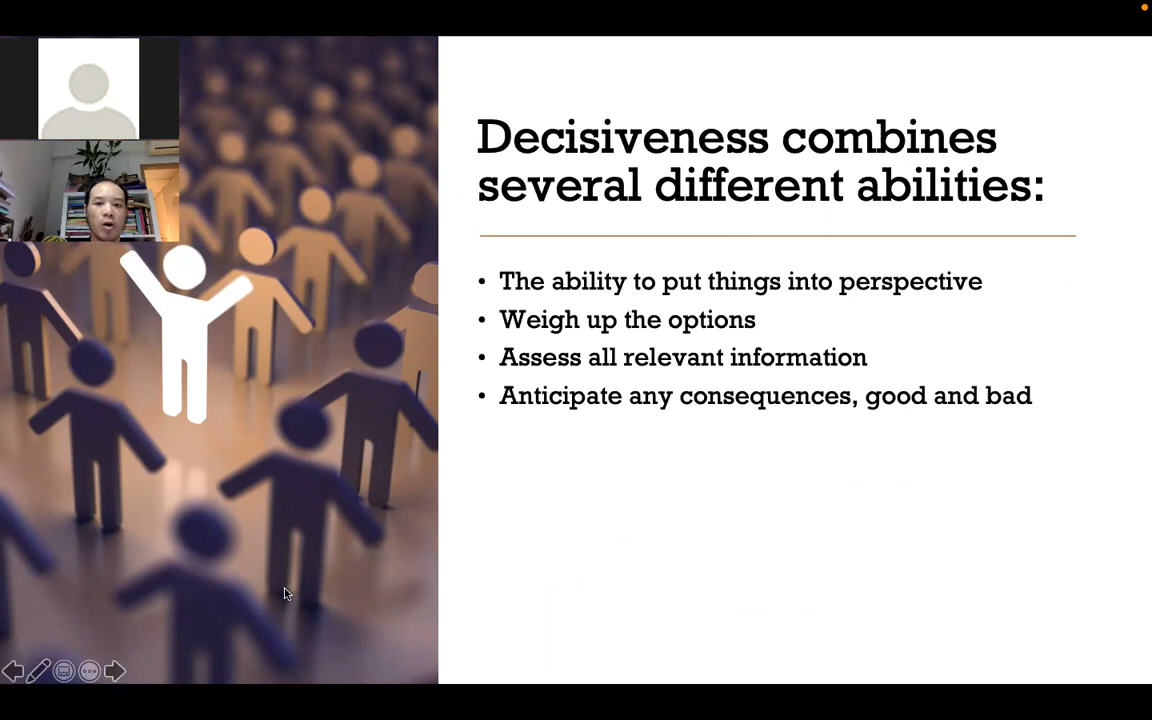 Decisiveness combines
several different abilities:
• The ability to put things into perspective
• Weigh up the options
• Assess all relevant information
• Anticipate any consequences, good and bad